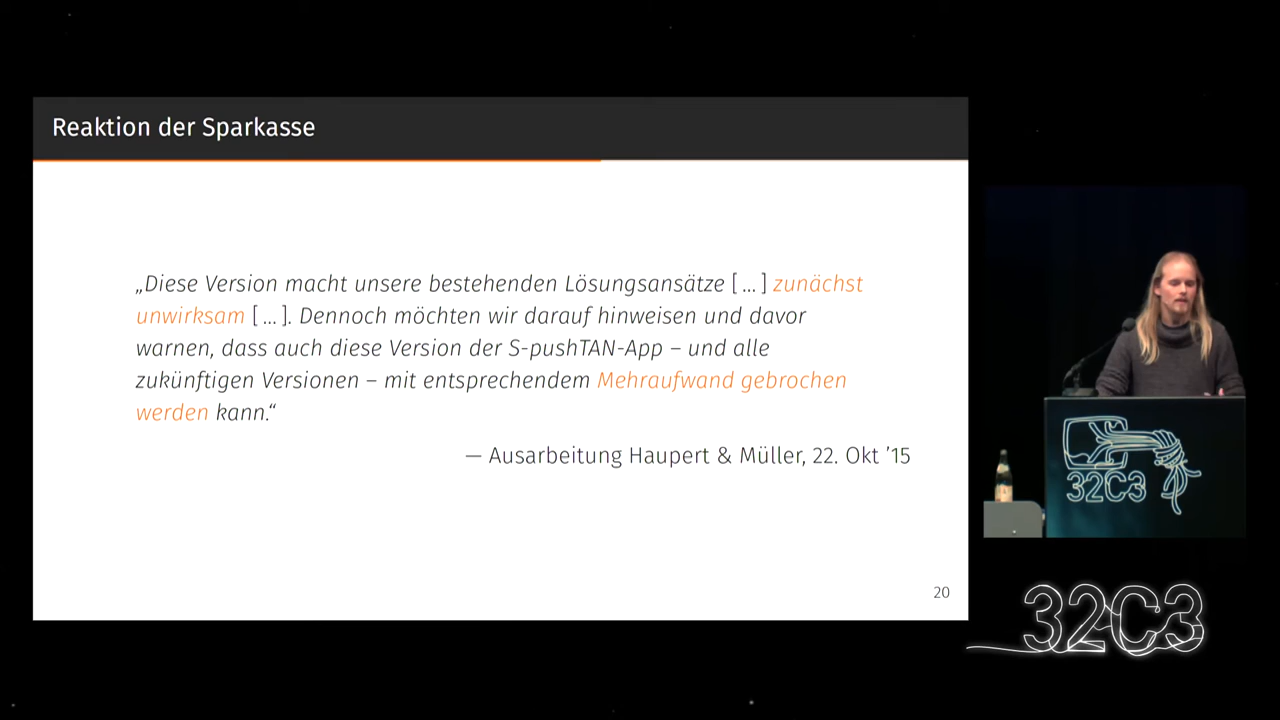 Reaktion der Sparkasse
„Diese Version macht unsere bestehenden Lösungsansätze [ … ] zunächst
unwirksam [ … ]. Dennoch möchten wir darauf hinweisen und davor
warnen, dass auch diese Version der S-pushTAN-App – und alle
zukünftigen Versionen – mit entsprechendem Mehraufwand gebrochen
werden kann.“
— Ausarbeitung Haupert & Müller, 22. Okt ’15
20
32C3
32C3